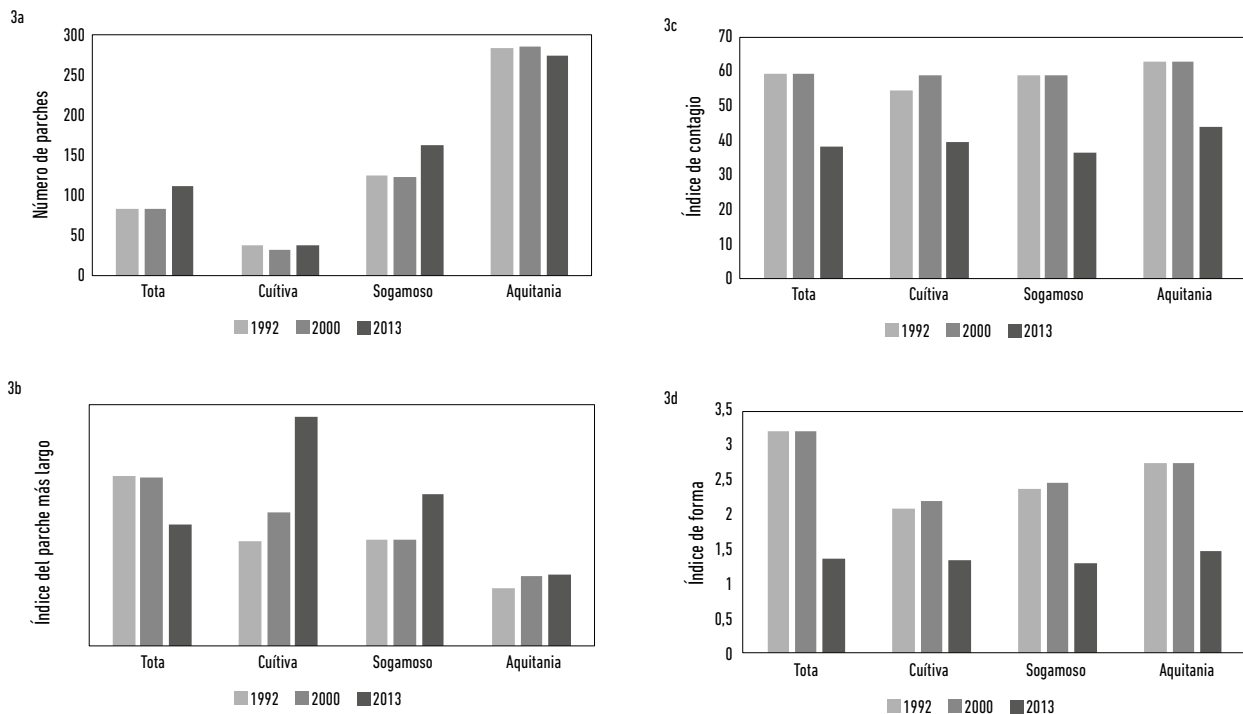 3a
Número de parches
300
250
200
150
100
50
0
Tota Cuítiva Sogamoso Aquitania
1992 2000 2013
3b
Índice del parche más largo
Tota Cuítiva Sogamoso Aquitania
1992 2000 2013
3c
Índice de contagio
70
60
50
40
30
20
10
0
Tota Cuítiva Sogamoso Aquitania
1992 2000 2013
3d
Índice de forma
3,5
3
2,5
2
1,5
1
0,5
0
Tota Cuítiva Sogamoso Aquitania
1992 2000 2013